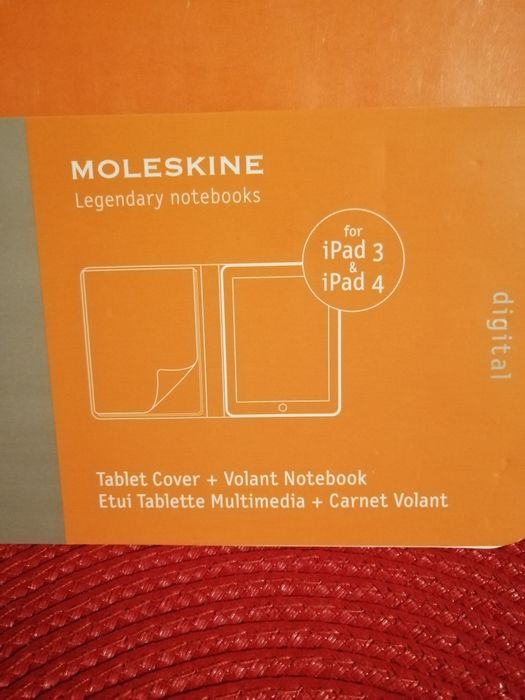 MOLESKINE
Legendary notebooks
for
iPad 3
&
iPad 4
digital
Tablet Cover + Volant Notebook
Etui Tablette Multimedia + Carnet Volant